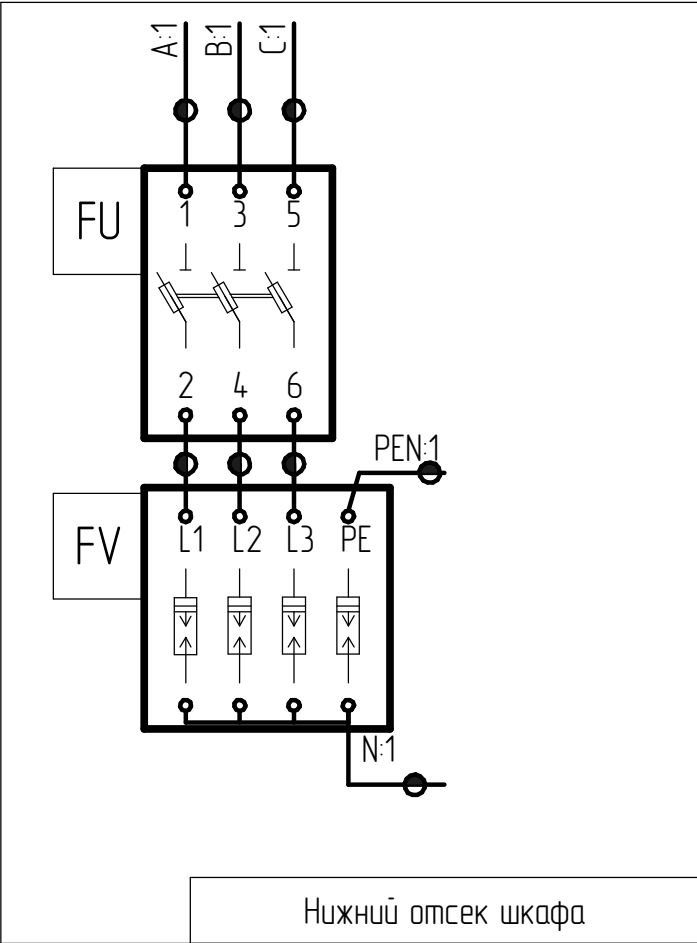 A:1 B:1 C:1
FU
1 3 5
2 4 6
PEN:1
FV
L1 L2 L3 PE
N:1
Нижний отсек шкафа